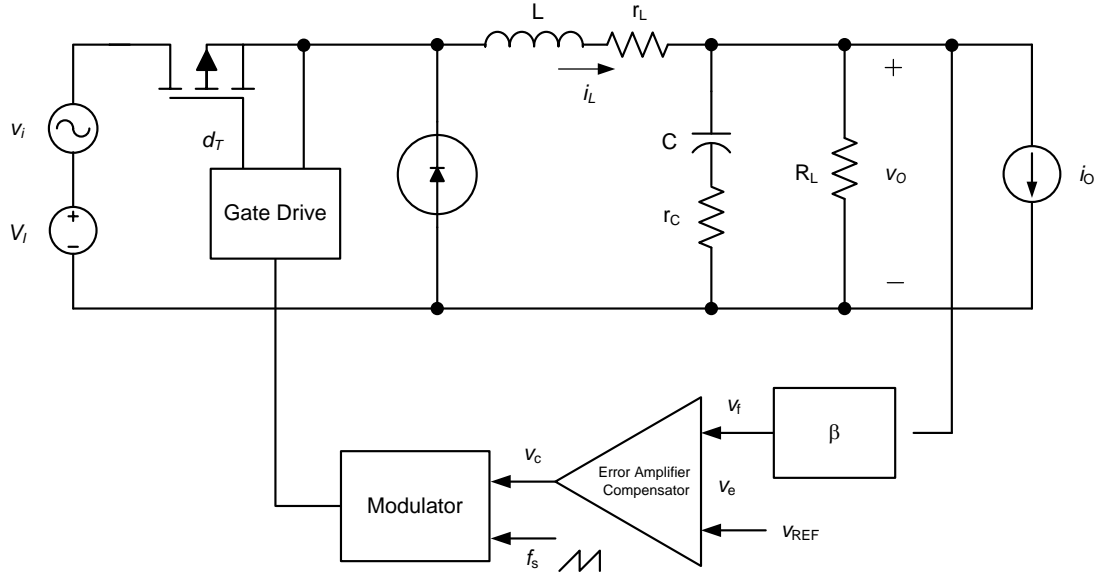 L
r_L
i_L
v_i
d_T
Gate Drive
V_I
+
−
C
r_C
R_L
+
v_O
−
i_O
v_f
β
v_c
Error Amplifier
Compensator
v_e
Modulator
f_s
v_REF